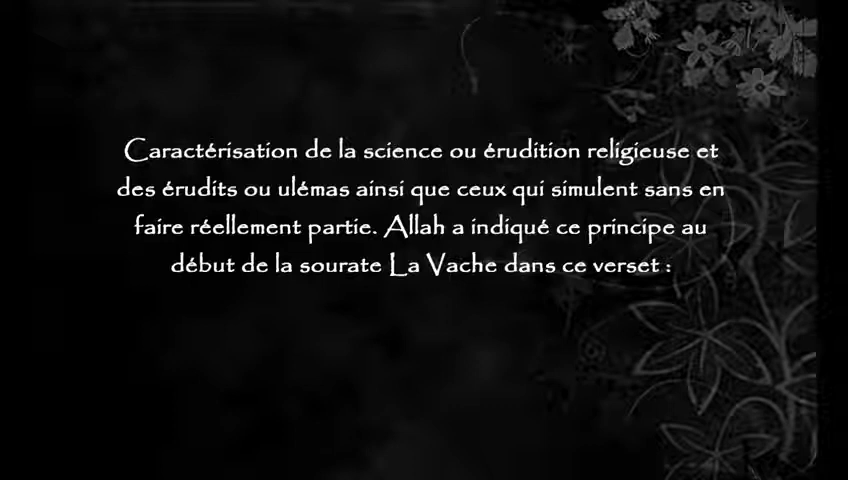 Caractérisation de la science ou érudition religieuse et
des érudits ou ulémas ainsi que ceux qui simulent sans en
faire réellement partie. Allah a indiqué ce principe au
début de la sourate La Vache dans ce verset :